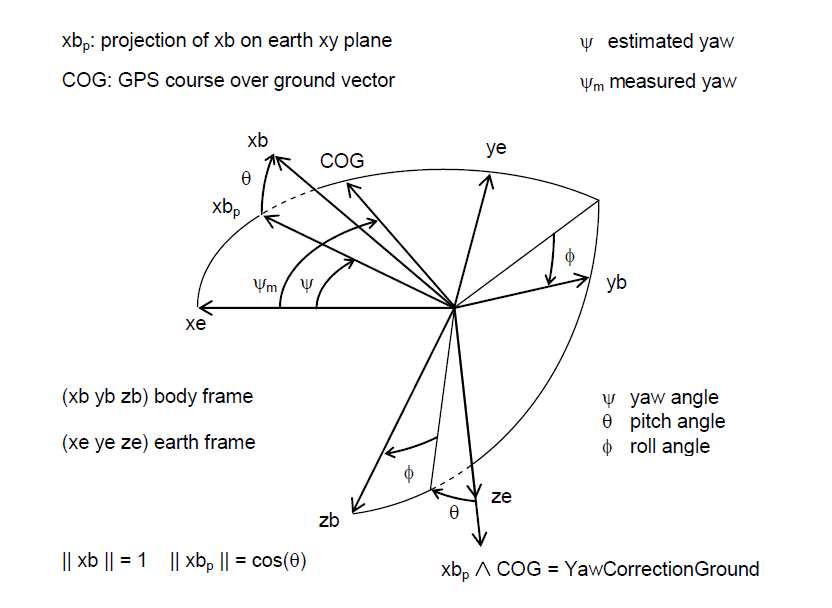 xbp: projection of xb on earth xy plane
ψ estimated yaw
COG: GPS course over ground vector
ψm measured yaw
xb
COG
ye
θ
xbp
ϕ
ψm
ψ
yb
xe
(xb yb zb) body frame
ψ yaw angle
θ pitch angle
(xe ye ze) earth frame
ϕ roll angle
ϕ
ze
θ
zb
|| xb || = 1 || xbp || = cos(θ)
xbp ∧ COG = YawCorrectionGround